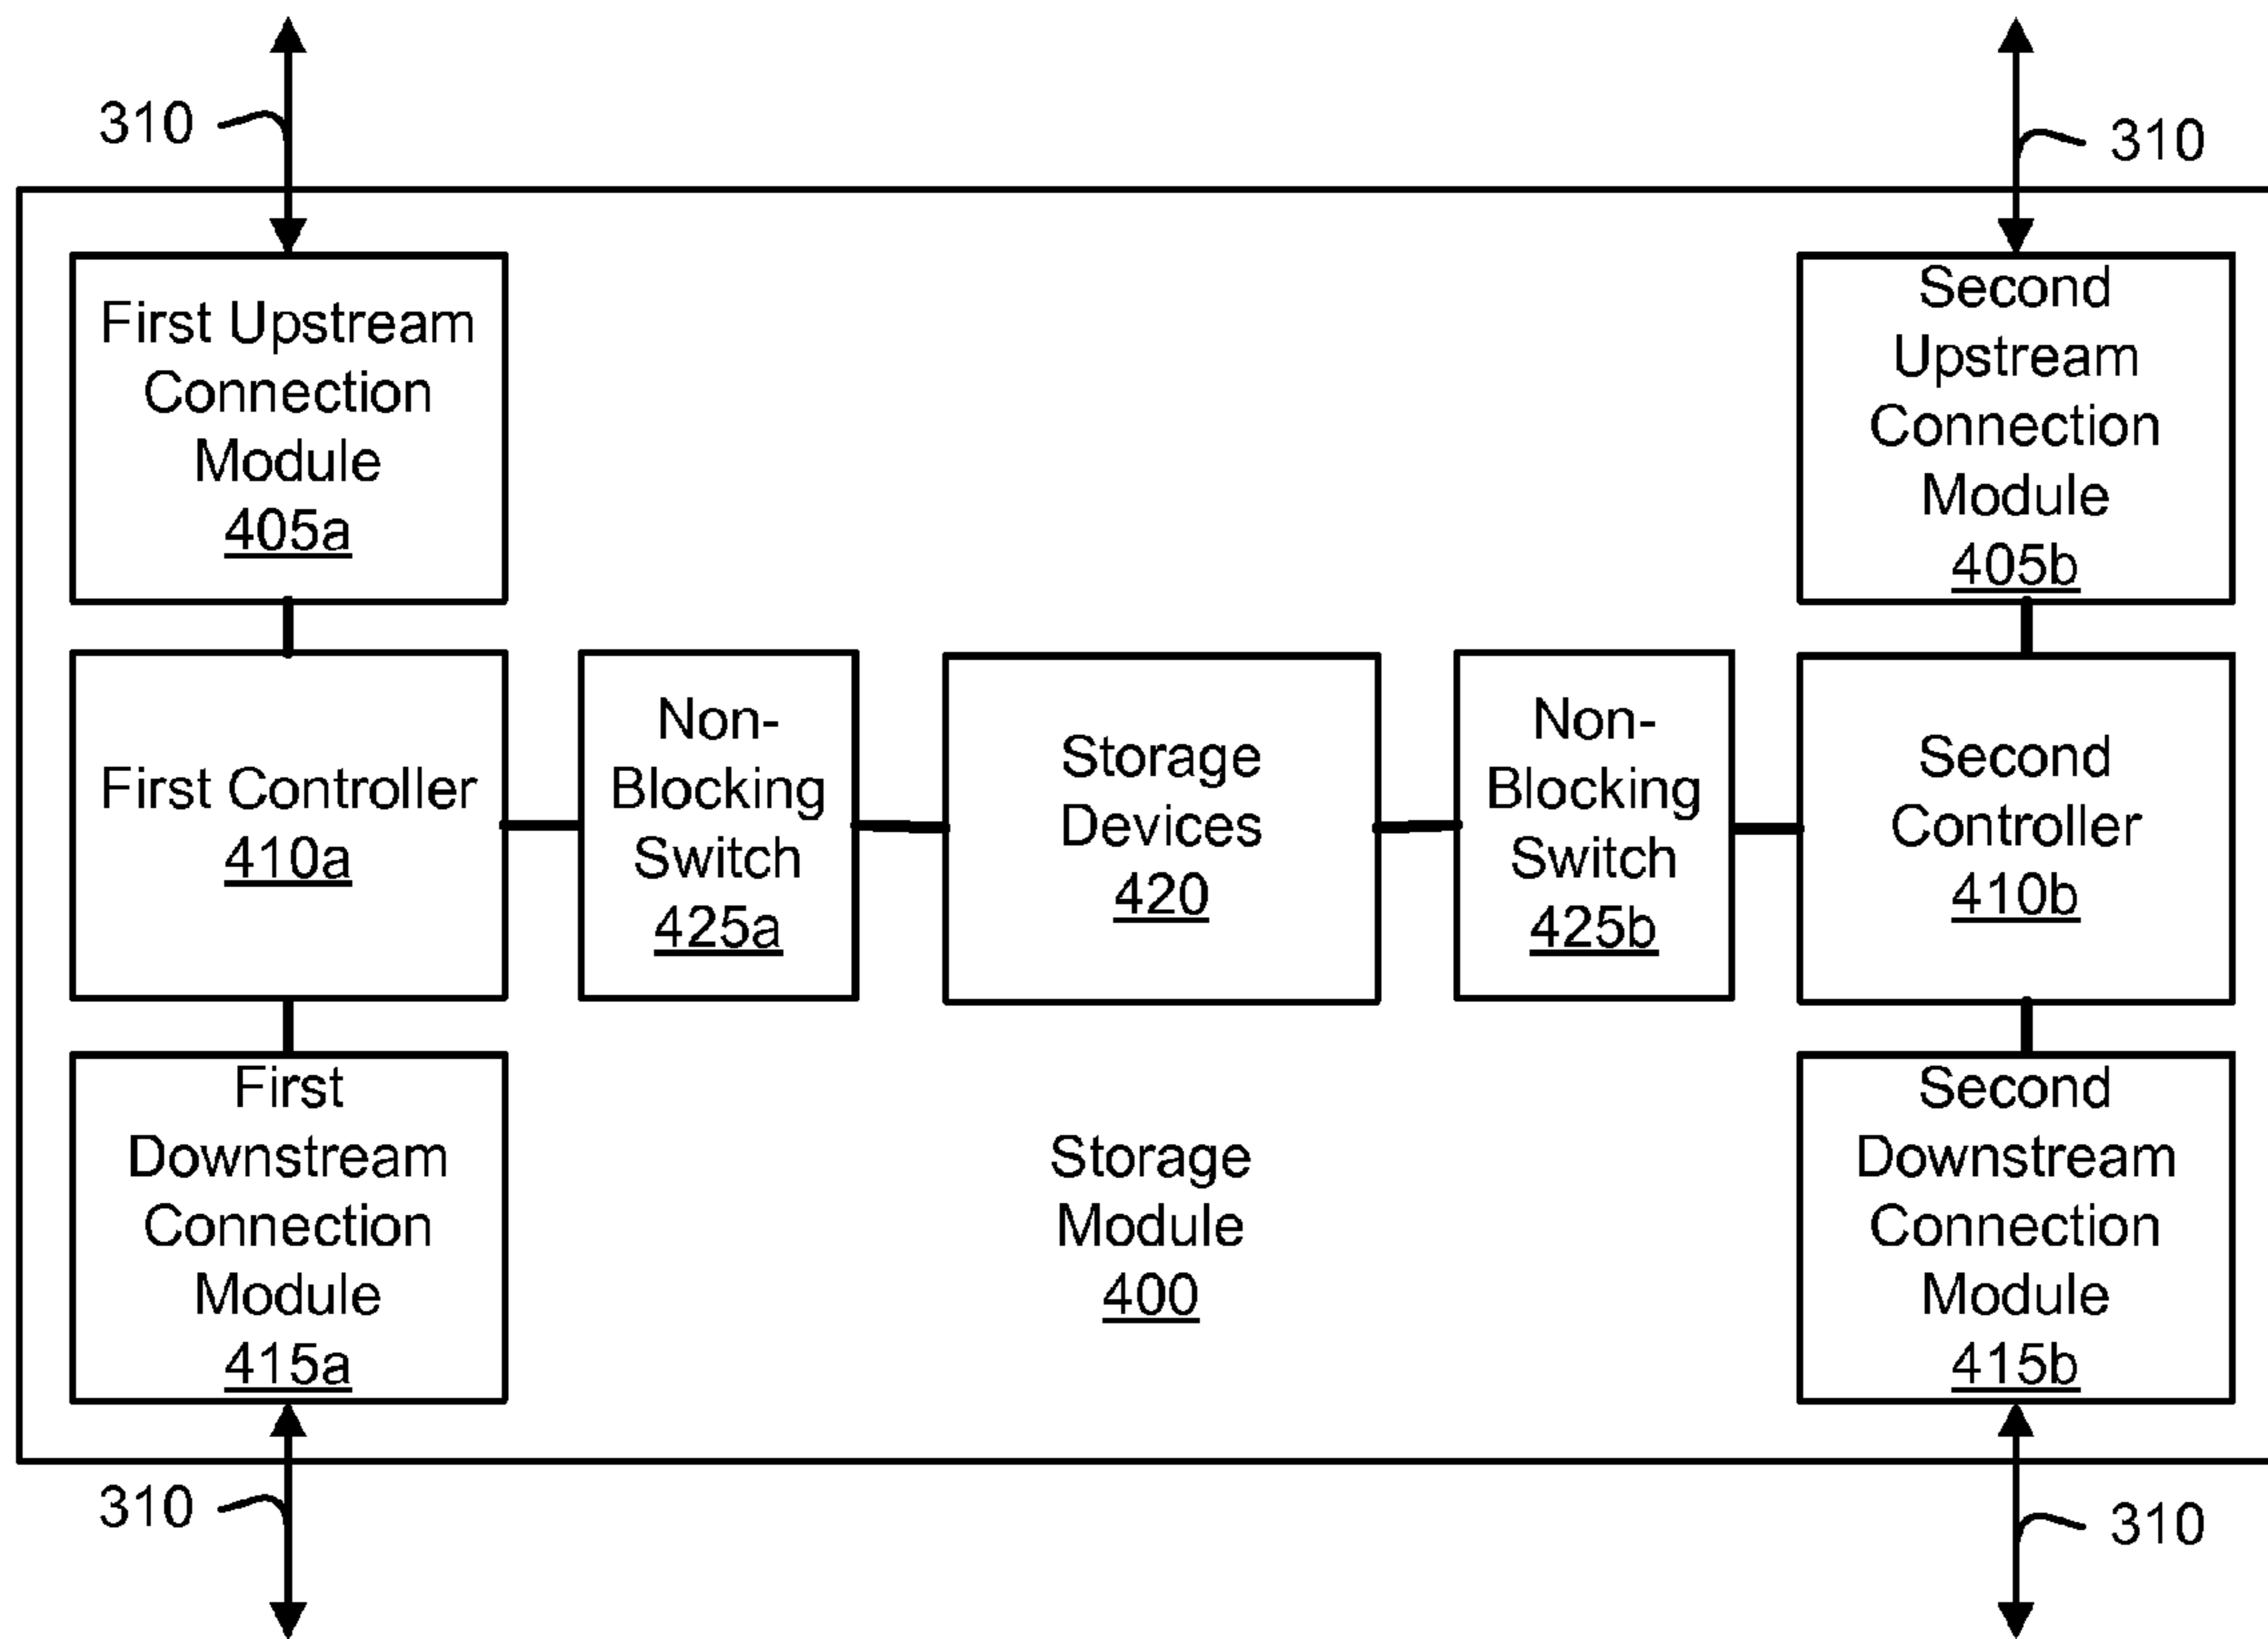 310
310
First Upstream
Connection
Module
405a
Second
Upstream
Connection
Module
405b
First Controller
410a
Non-
Blocking
Switch
425a
Storage
Devices
420
Non-
Blocking
Switch
425b
Second
Controller
410b
First
Downstream
Connection
Module
415a
Storage
Module
400
Second
Downstream
Connection
Module
415b
310
310